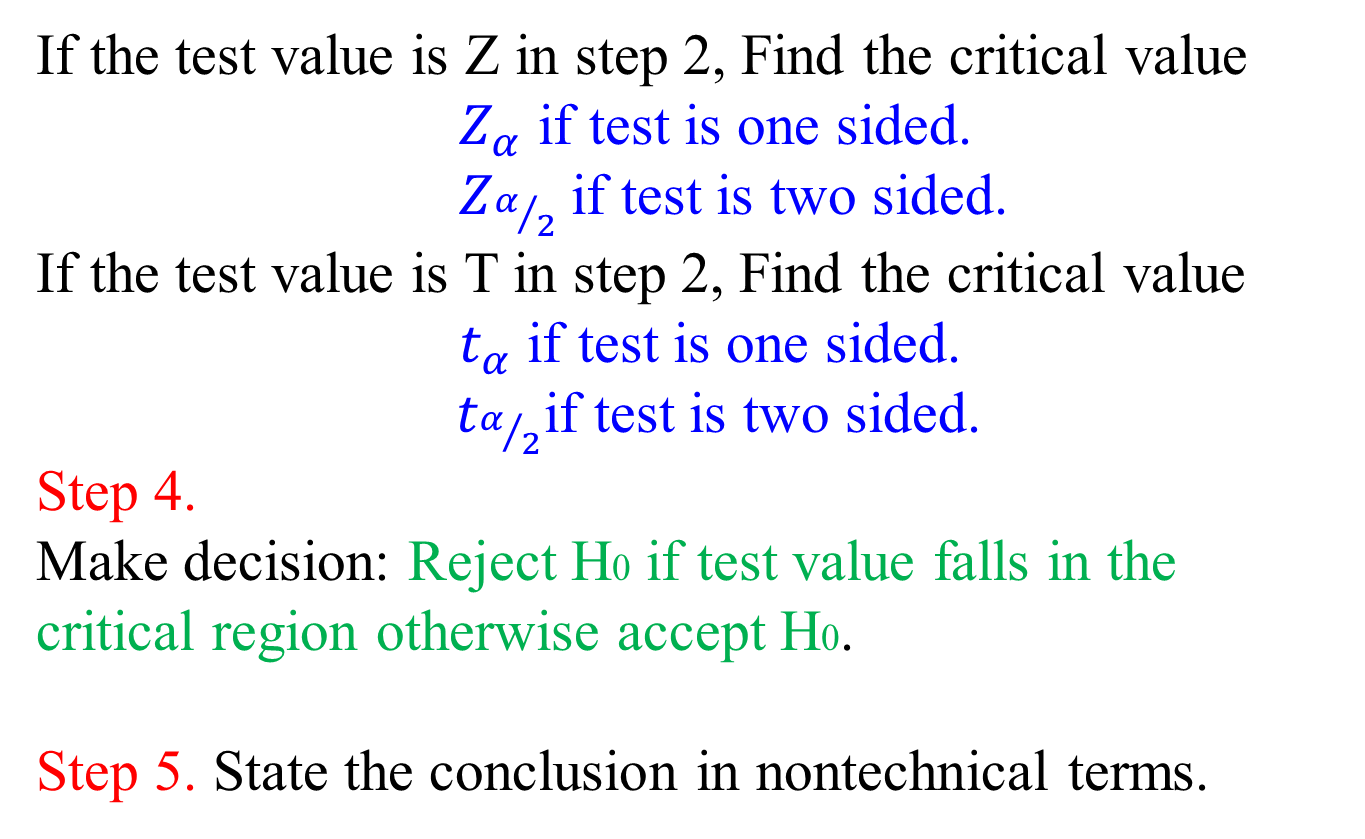 If the test value is Z in step 2, Find the critical value
Zα if test is one sided.
Zα/2 if test is two sided.
If the test value is T in step 2, Find the critical value
tα if test is one sided.
tα/2 if test is two sided.
Step 4.
Make decision: Reject H0 if test value falls in the
critical region otherwise accept H0.
Step 5. State the conclusion in nontechnical terms.